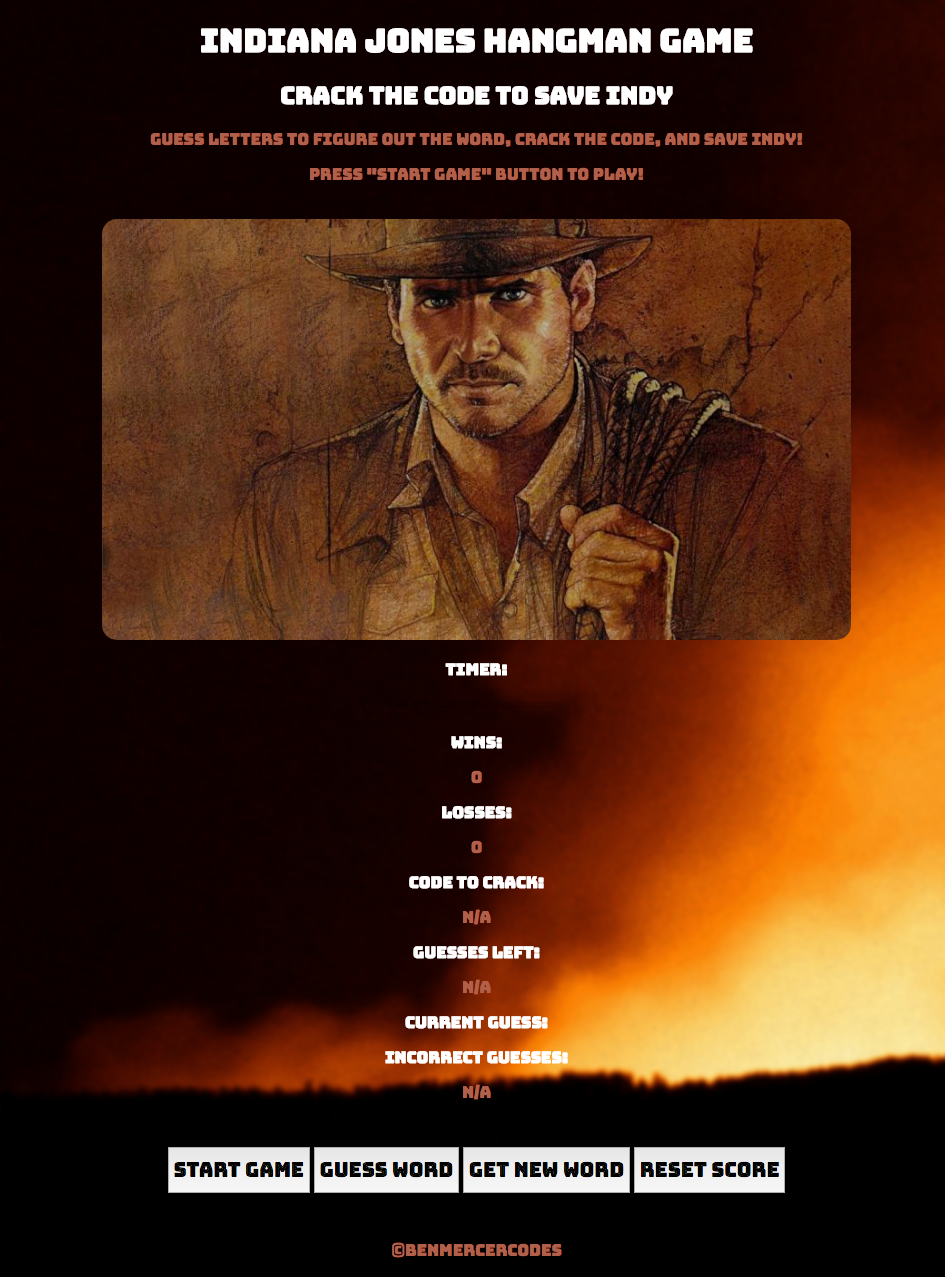 INDIANA JONES HANGMAN GAME
CRACK THE CODE TO SAVE INDY
GUESS LETTERS TO FIGURE OUT THE WORD, CRACK THE CODE, AND SAVE INDY!
PRESS "START GAME" BUTTON TO PLAY!
TIMER:
WINS:
0
LOSSES:
0
CODE TO CRACK:
N/A
GUESSES LEFT:
N/A
CURRENT GUESS:
INCORRECT GUESSES:
N/A
START GAME GUESS WORD GET NEW WORD RESET SCORE
©BENMERCERCODES